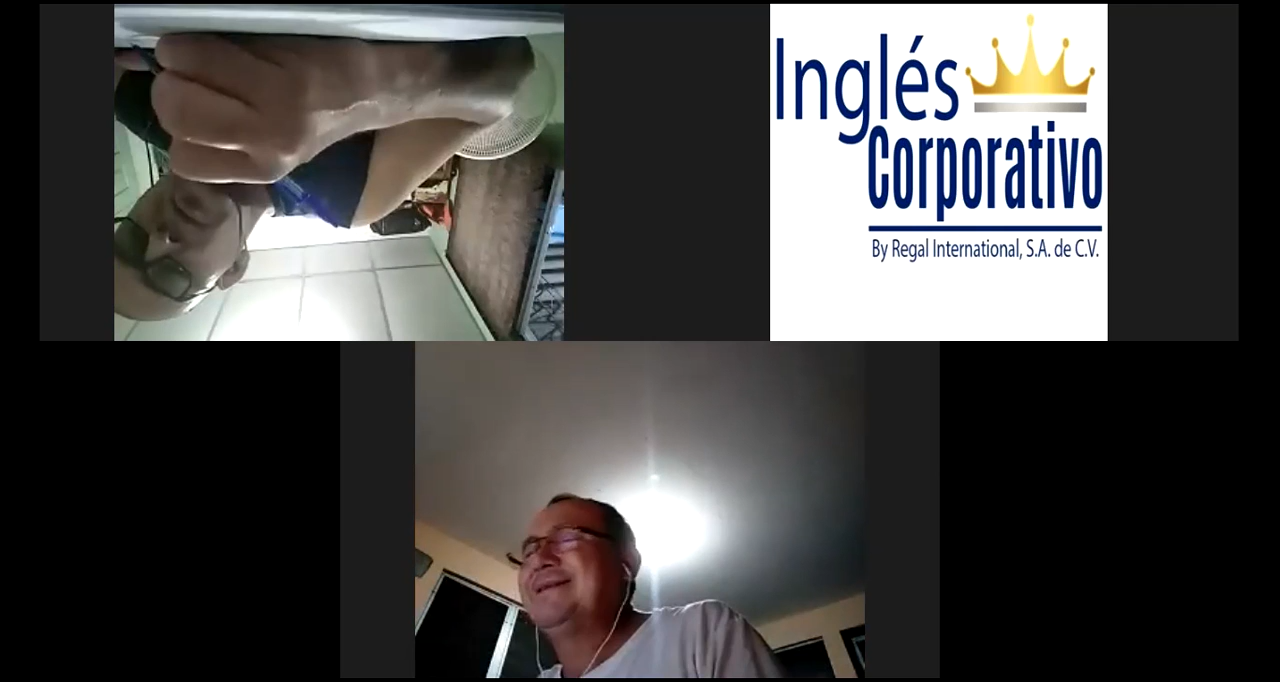 Inglés
Corporativo
By Regal International, S.A. de C.V.